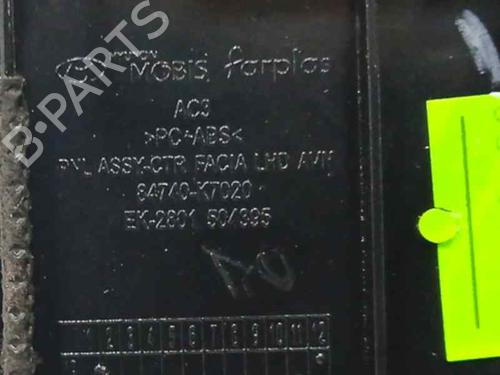 MOBIS farplas
AC3
>PC+ABS<
PNL ASSY-CTR FACIA LHD AVN
84740-K7020
EK-2801 504395
1 2 3 4 5 6 7 8 9 10 11 12